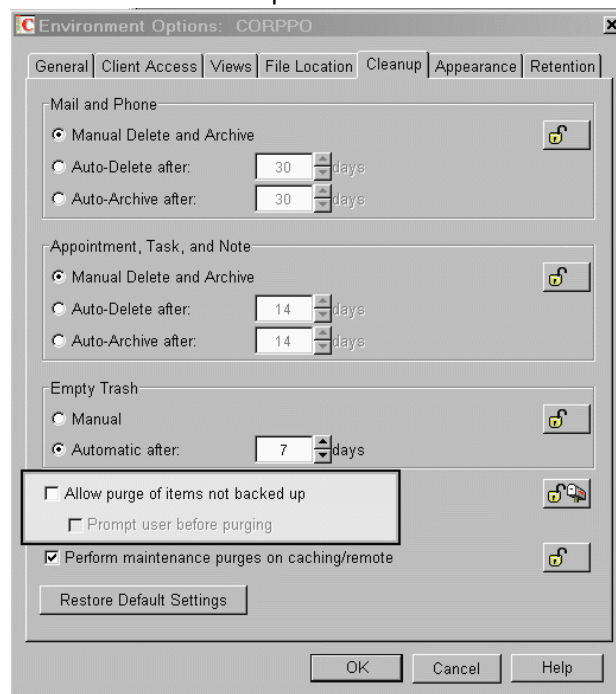 Environment Options: CORPPO
General Client Access Views File Location Cleanup Appearance Retention
Mail and Phone
Manual Delete and Archive
Auto-Delete after: 30 days
Auto-Archive after: 30 days
Appointment, Task, and Note
Manual Delete and Archive
Auto-Delete after: 14 days
Auto-Archive after: 14 days
Empty Trash
Manual
Automatic after: 7 days
Allow purge of items not backed up
Prompt user before purging
Perform maintenance purges on caching/remote
Restore Default Settings
OK Cancel Help